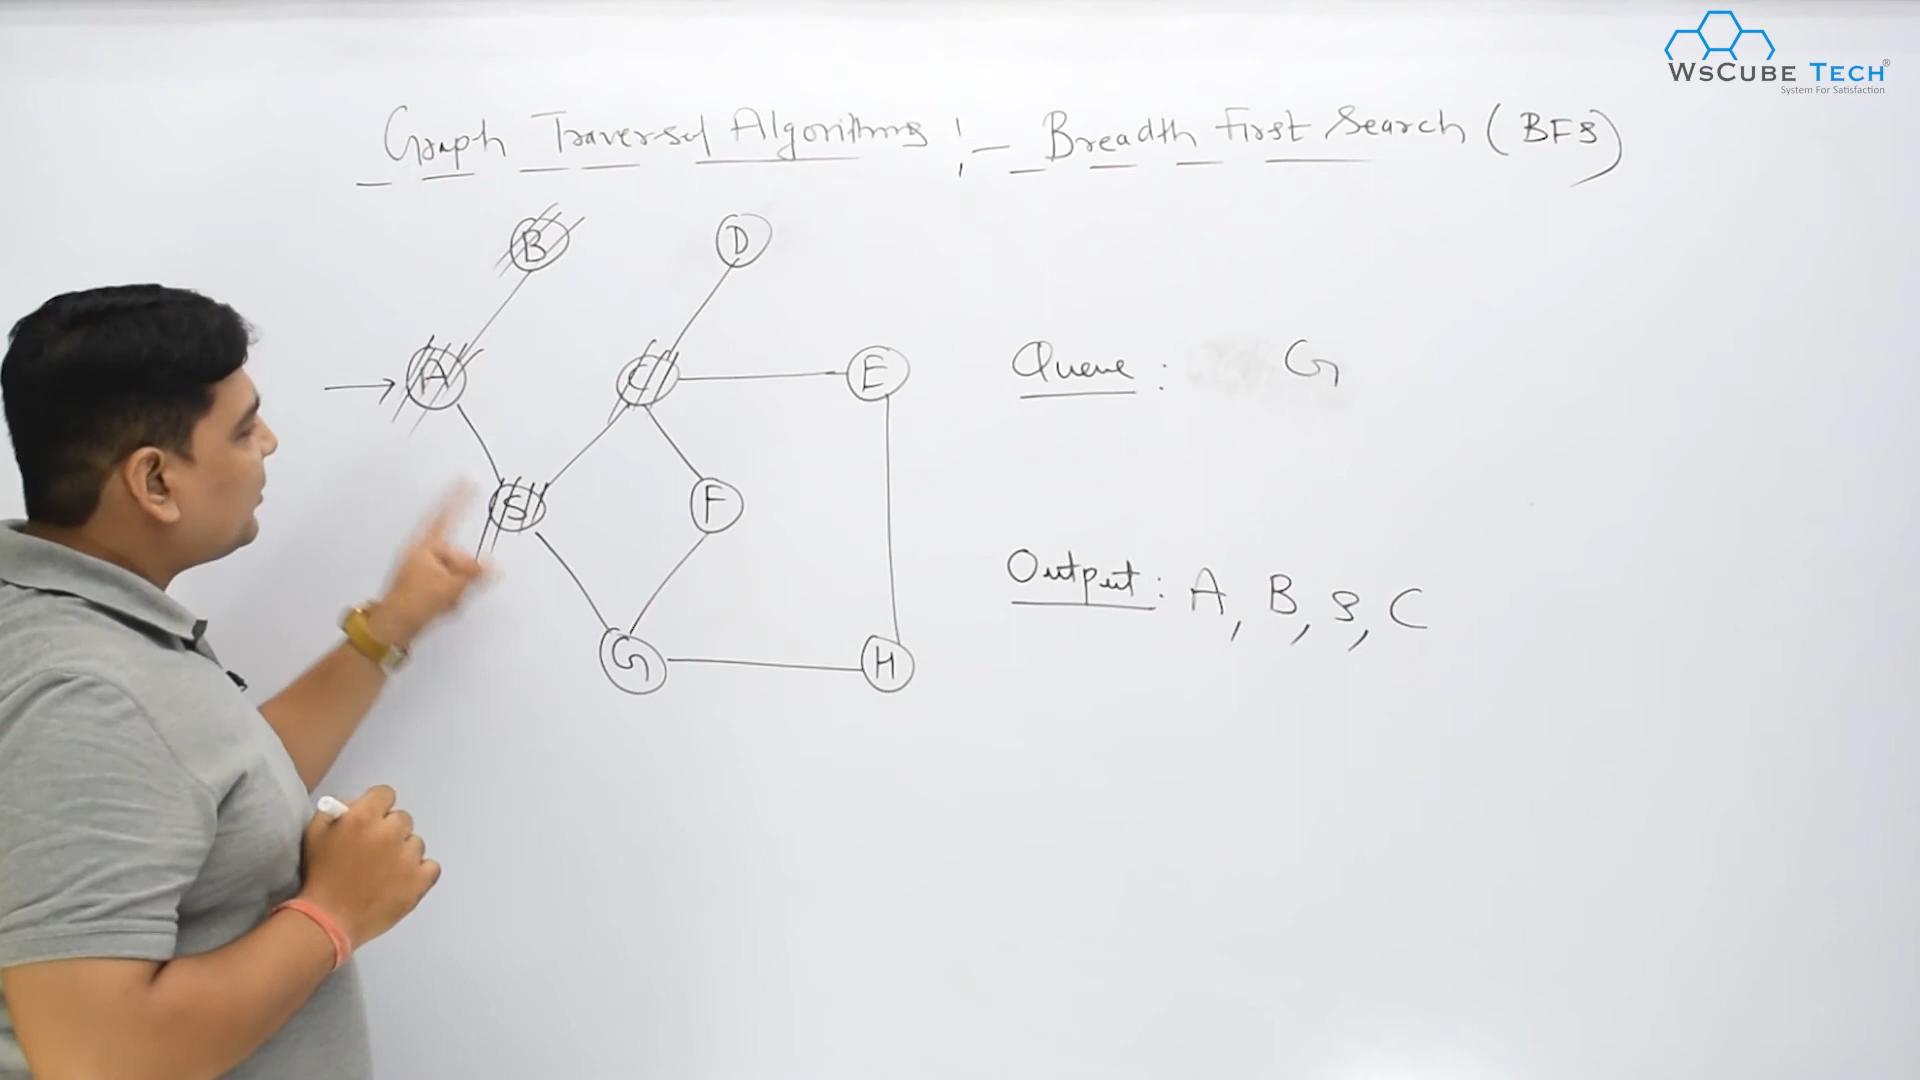 WsCube Tech®
System For Satisfaction
Graph Traversal Algorithms :- Breadth First Search (BFS)
B D
A C E
Queue : G
S F
Output : A, B, S, C
G H